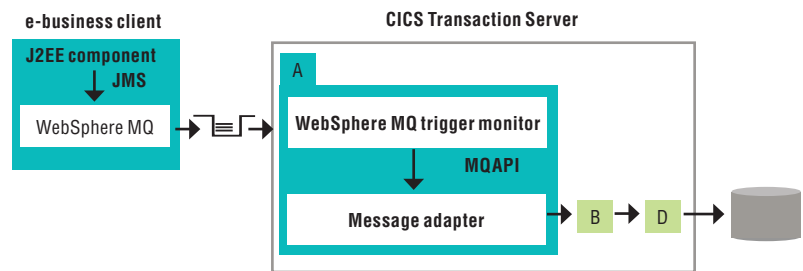 e-business client
CICS Transaction Server
J2EE component
JMS
WebSphere MQ
A
WebSphere MQ trigger monitor
MQAPI
Message adapter
B
D